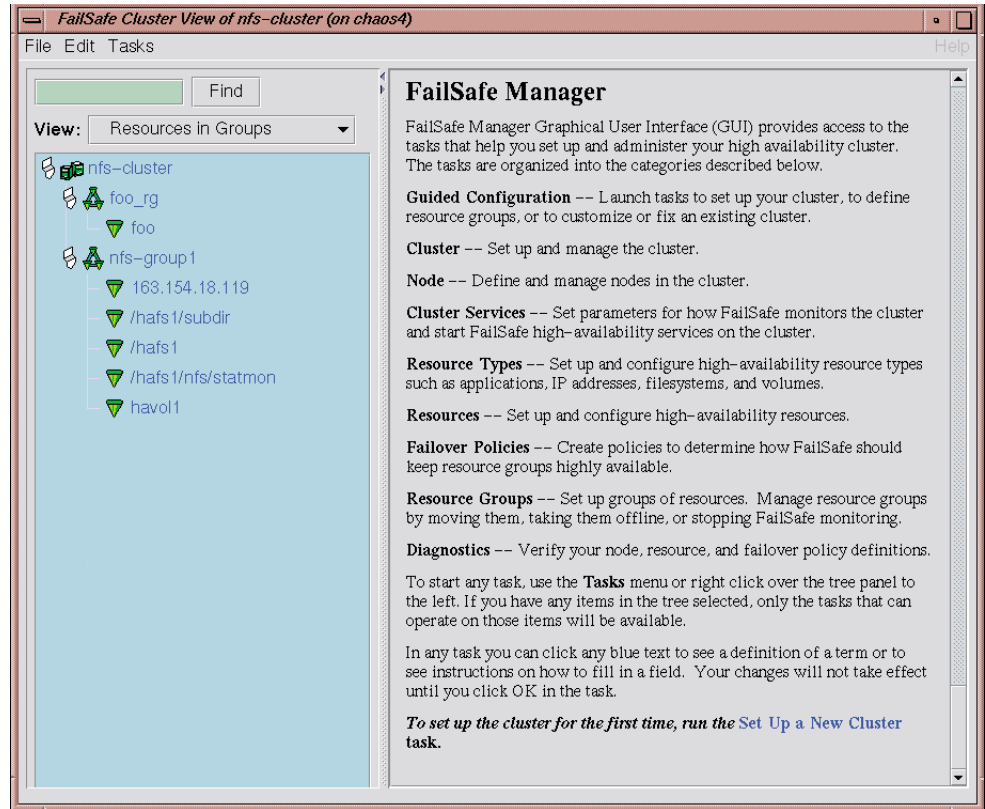 FailSafe Cluster View of nfs-cluster (on chaos4)
File Edit Tasks Help
Find
View: Resources in Groups
nfs-cluster
foo_rg
foo
nfs-group1
163.154.18.119
/hafs1/subdir
/hafs1
/hafs1/nfs/statmon
havol1
FailSafe Manager
FailSafe Manager Graphical User Interface (GUI) provides access to the
tasks that help you set up and administer your high availability cluster.
The tasks are organized into the categories described below.
Guided Configuration -- Launch tasks to set up your cluster, to define
resource groups, or to customize or fix an existing cluster.
Cluster -- Set up and manage the cluster.
Node -- Define and manage nodes in the cluster.
Cluster Services -- Set parameters for how FailSafe monitors the cluster
and start FailSafe high-availability services on the cluster.
Resource Types -- Set up and configure high-availability resource types
such as applications, IP addresses, filesystems, and volumes.
Resources -- Set up and configure high-availability resources.
Failover Policies -- Create policies to determine how FailSafe should
keep resource groups highly available.
Resource Groups -- Set up groups of resources. Manage resource groups
by moving them, taking them offline, or stopping FailSafe monitoring.
Diagnostics -- Verify your node, resource, and failover policy definitions.
To start any task, use the Tasks menu or right click over the tree panel to
the left. If you have any items in the tree selected, only the tasks that can
operate on those items will be available.
In any task you can click any blue text to see a definition of a term or to
see instructions on how to fill in a field. Your changes will not take effect
until you click OK in the task.
To set up the cluster for the first time, run the Set Up a New Cluster
task.